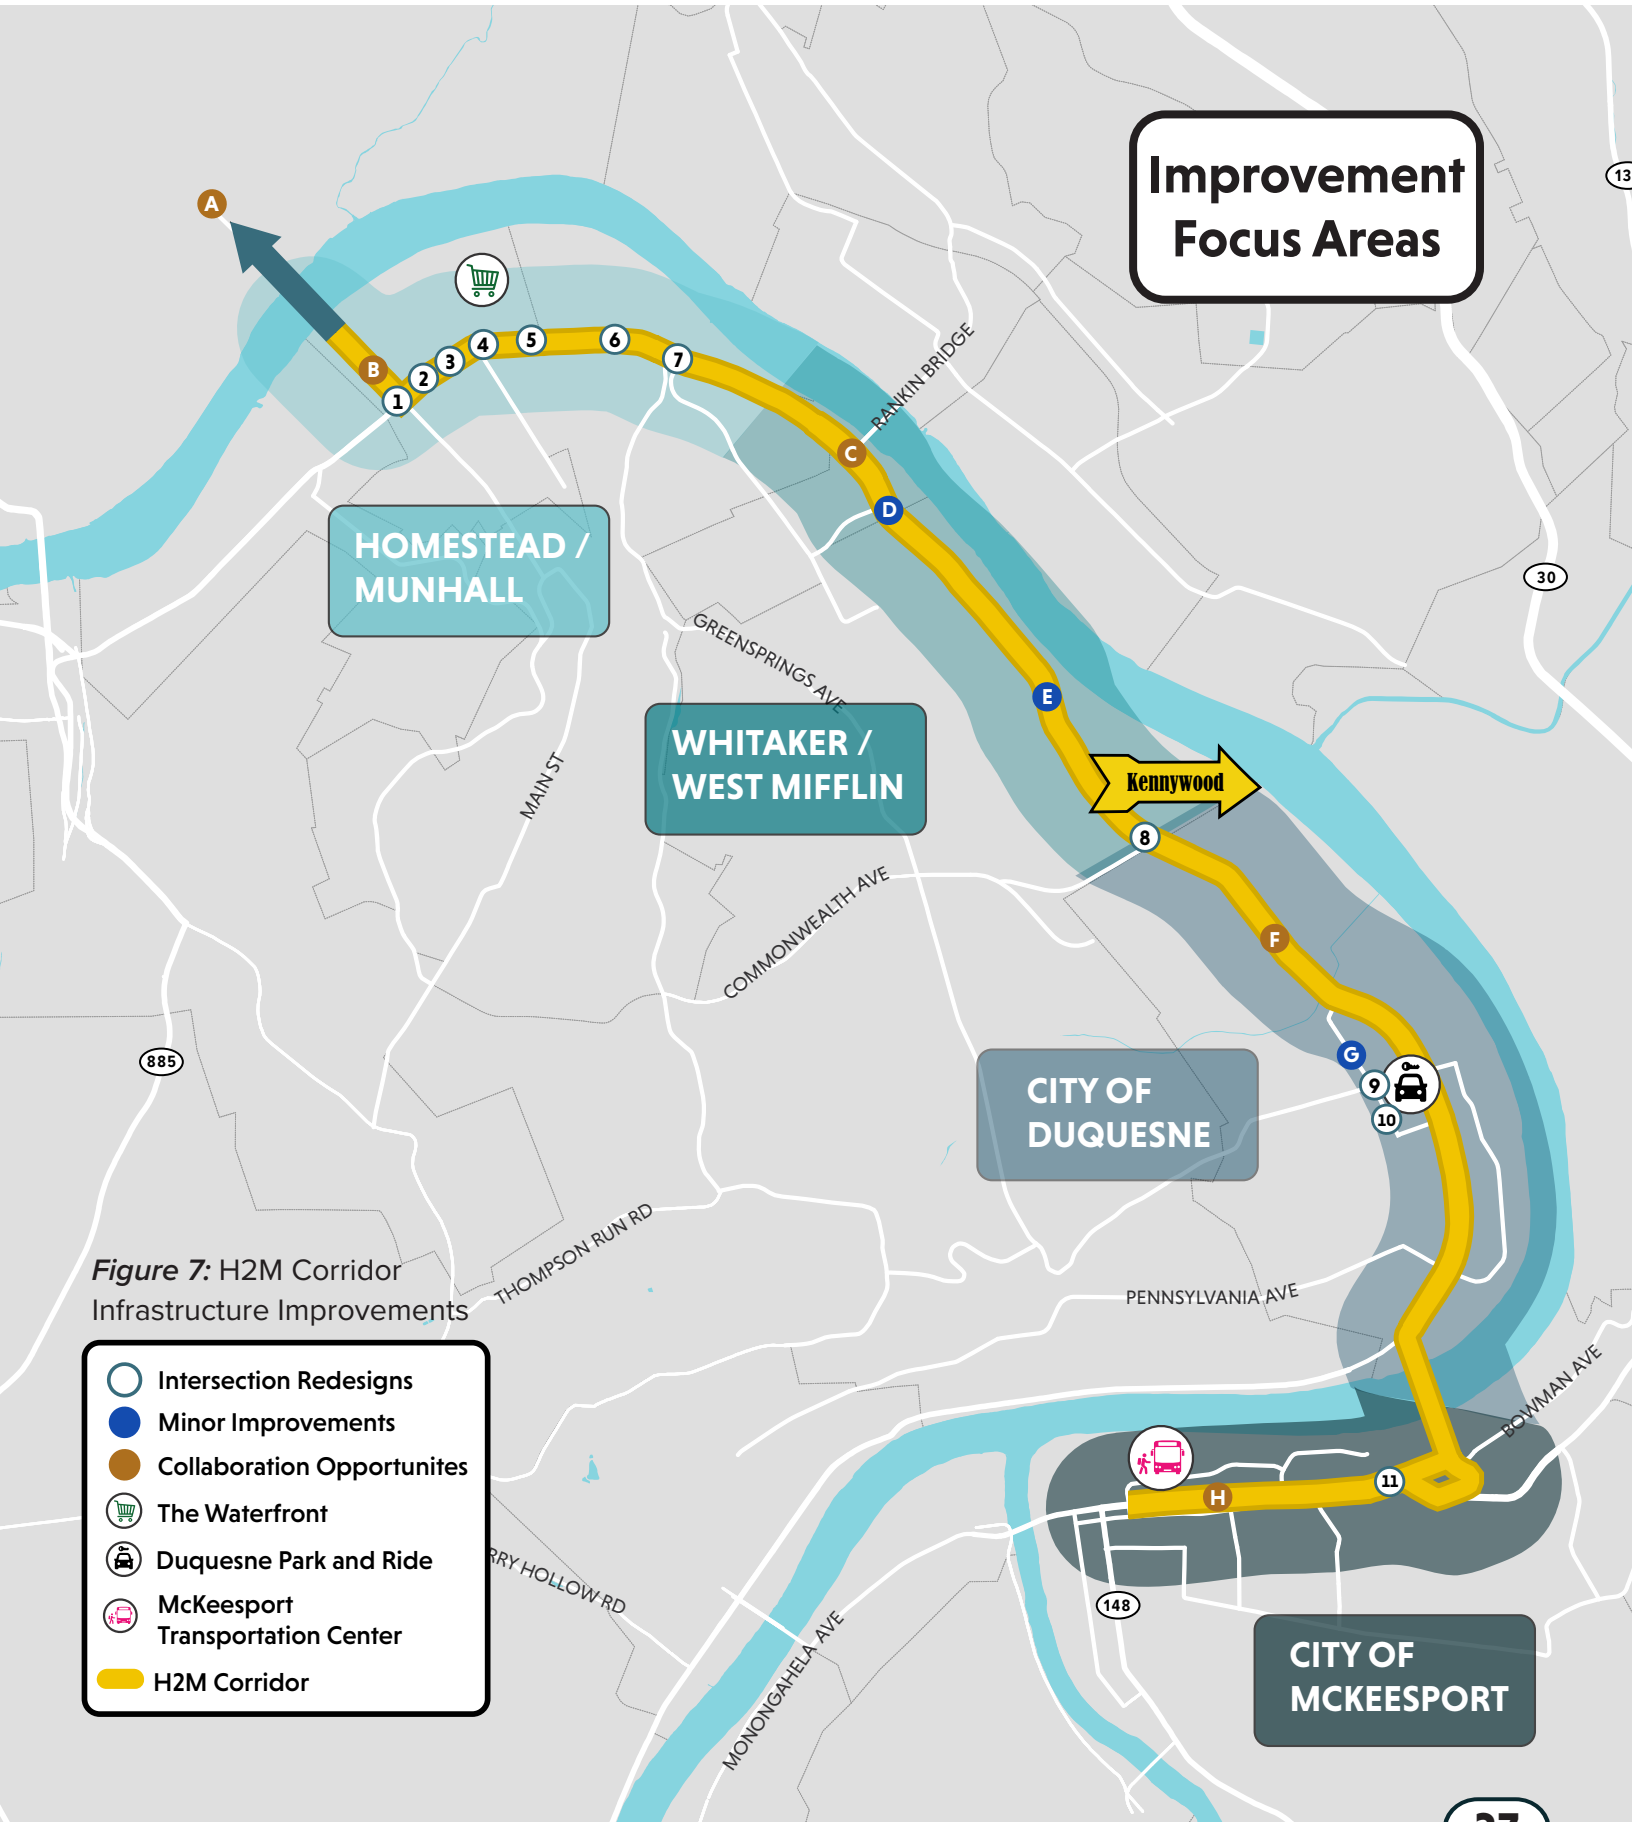 Improvement
Focus Areas
13
A
B
1
2
3
4
5
6
7
RANKIN BRIDGE
C
D
HOMESTEAD /
MUNHALL
30
GREENSPRINGS AVE
E
WHITAKER /
WEST MIFFLIN
MAIN ST
Kennywood
8
COMMONWEALTH AVE
F
885
G
9
10
CITY OF
DUQUESNE
THOMPSON RUN RD
PENNSYLVANIA AVE
BOWMAN AVE
Figure 7: H2M Corridor
Infrastructure Improvements
Intersection Redesigns
Minor Improvements
Collaboration Opportunites
The Waterfront
Duquesne Park and Ride
McKeesport
Transportation Center
H2M Corridor
11
H
RRY HOLLOW RD
148
MONONGAHELA AVE
CITY OF
MCKEESPORT
27